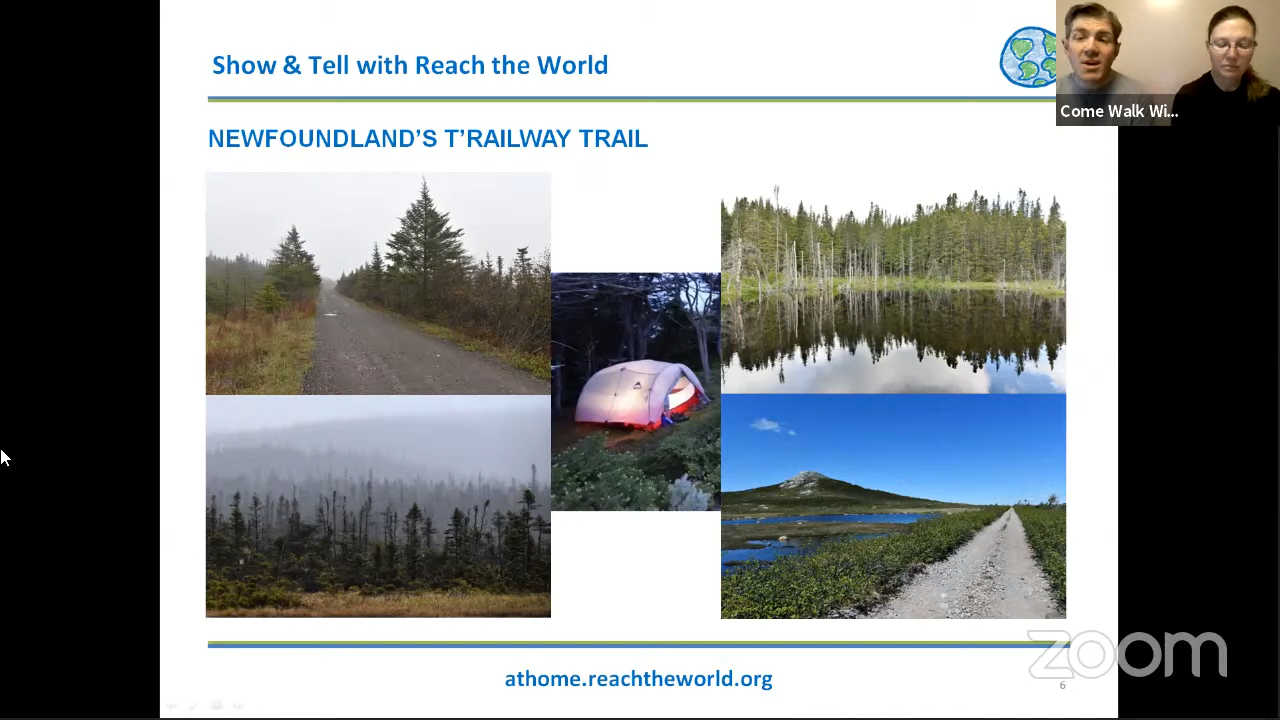 Show & Tell with Reach the World
Come Walk Wi...
NEWFOUNDLAND'S T'RAILWAY TRAIL
athome.reachtheworld.org
zoom
6